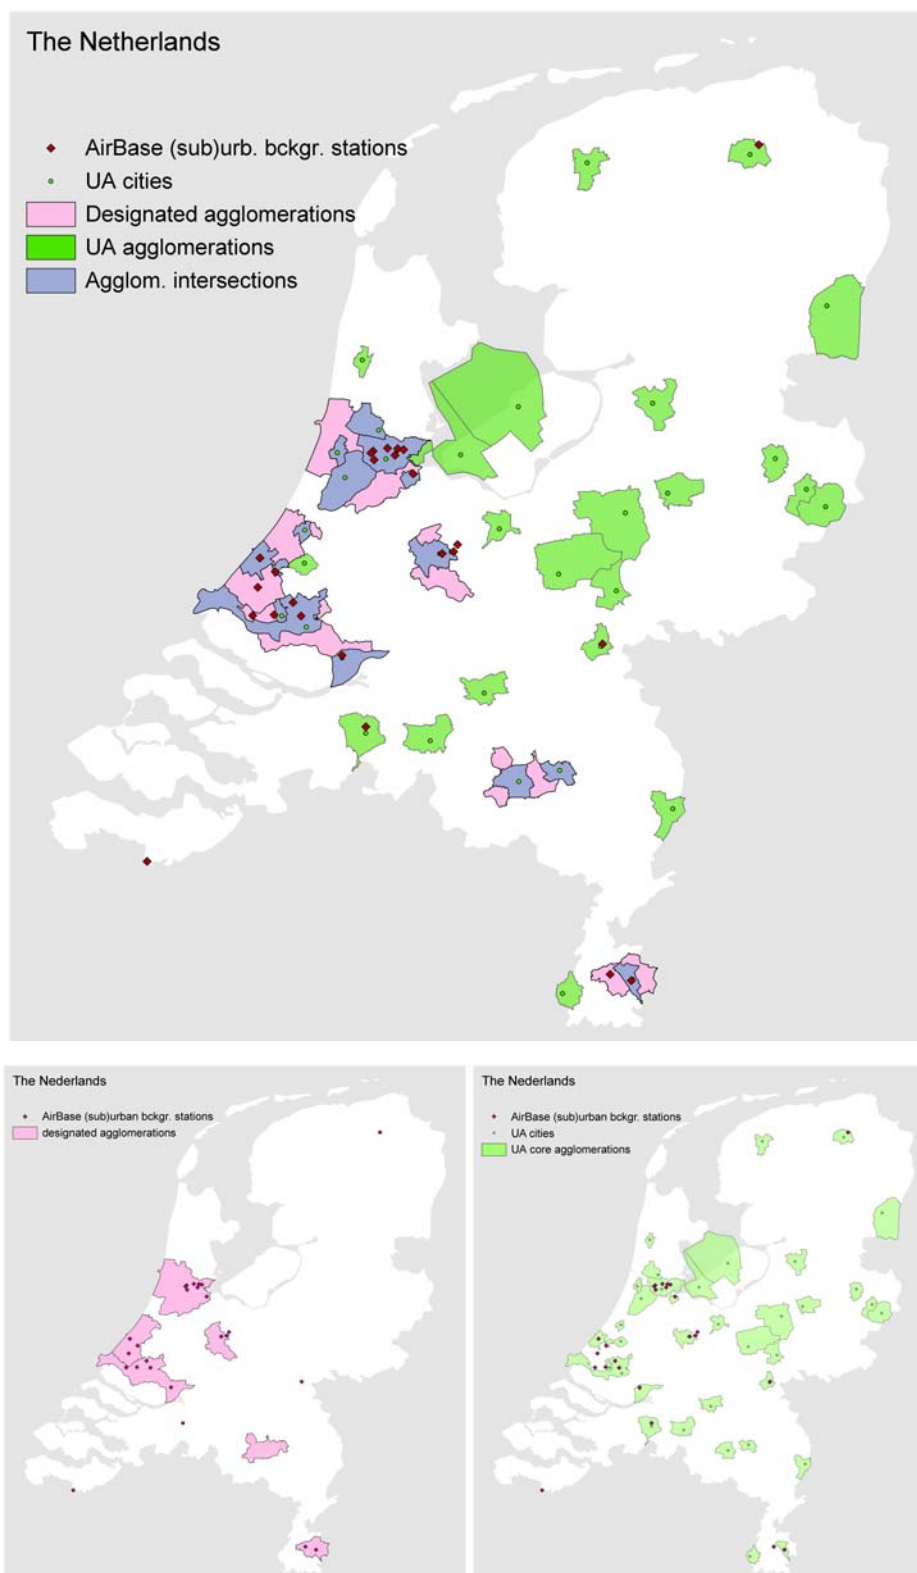 The Netherlands
AirBase (sub)urb. bckgr. stations
UA cities
Designated agglomerations
UA agglomerations
Agglom. intersections
The Nederlands
AirBase (sub)urban bckgr. stations
designated agglomerations
The Nederlands
AirBase (sub)urban bckgr. stations
UA cities
UA core agglomerations